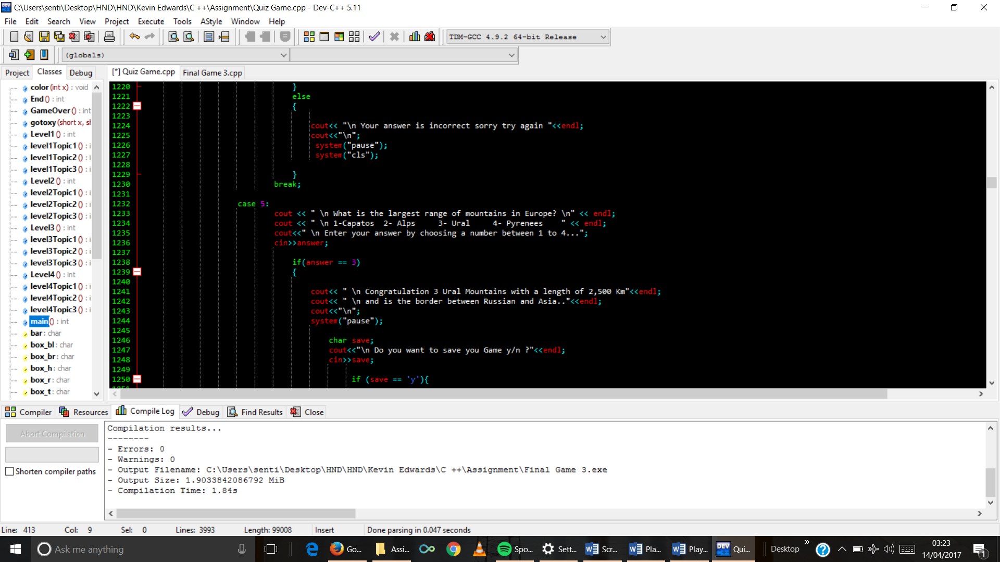 C:\Users\senti\Desktop\HND\HND\Kevin Edwards\C ++\Assignment\Quiz Game.cpp - Dev-C++ 5.11
File Edit Search View Project Execute Tools AStyle Window Help
TDM-GCC 4.9.2 64-bit Release
(globals)
Project Classes Debug [*] Quiz Game.cpp Final Game 3.cpp
color (int x) : void
End () : int
GameOver () : int
gotoxy (short x, sh
Level1 () : int
level1Topic1 () : i
level1Topic2 () : i
level1Topic3 () : i
Level2 () : int
level2Topic1 () : i
level2Topic2 () : i
level2Topic3 () : i
Level3 () : int
level3Topic1 () : i
level3Topic2 () : i
level3Topic3 () : i
Level4 () : int
level4Topic1 () : i
level4Topic2 () : i
level4Topic3 () : i
main () : int
bar : char
box_bl : char
box_br : char
box_h : char
box_r : char
box_t : char
1220 }
1221 else
1222 {
1223
1224 cout<< "\n Your answer is incorrect sorry try again "<<endl;
1225 cout<<"\n";
1226 system("pause");
1227 system("cls");
1228
1229 }
1230 break;
1231
1232 case 5:
1233 cout << " \n What is the largest range of mountains in Europe? \n" << endl;
1234 cout << " \n 1-Capatos  2- Alps     3- Ural     4- Pyrenees    " << endl;
1235 cout<<" \n Enter your answer by choosing a number between 1 to 4...";
1236 cin>>answer;
1237
1238 if(answer == 3)
1239 {
1240
1241 cout<< " \n Congratulation 3 Ural Mountains with a length of 2,500 Km"<<endl;
1242 cout<< " \n and is the border between Russian and Asia.."<<endl;
1243 cout<<"\n";
1244 system("pause");
1245
1246 char save;
1247 cout<<"\n Do you want to save you Game y/n ?"<<endl;
1248 cin>>save;
1249
1250 if (save == 'y'){
1251
Compiler Resources Compile Log Debug Find Results Close
Abort Compilation
Shorten compiler paths
Compilation results...
--------
- Errors: 0
- Warnings: 0
- Output Filename: C:\Users\senti\Desktop\HND\HND\Kevin Edwards\C ++\Assignment\Final Game 3.exe
- Output Size: 1.9033842086792 MiB
- Compilation Time: 1.84s
Line: 413 Col: 9 Sel: 0 Lines: 3993 Length: 99008 Insert Done parsing in 0.047 seconds
Ask me anything Go... Assi... Spo... Sett... Scr... Pla... Play... DEV Qui... Desktop » 03:23
14/04/2017 1